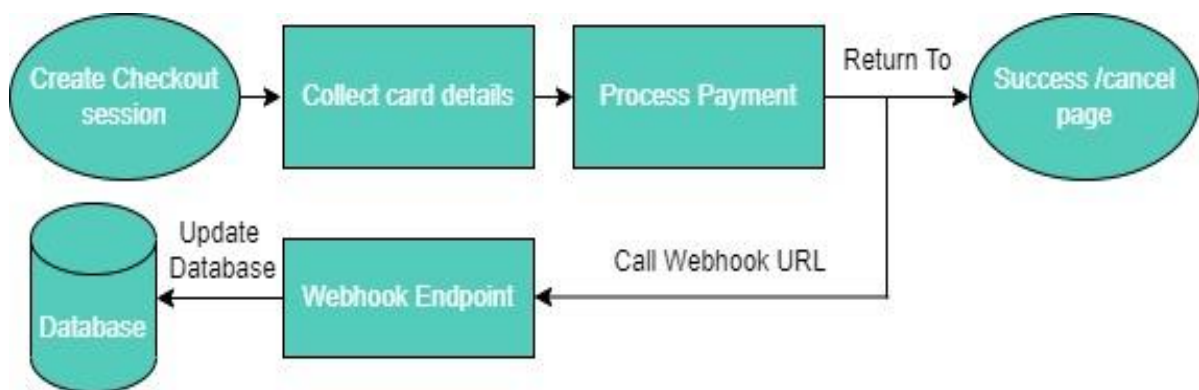 Create Checkout
session
Collect card details
Process Payment
Return To
Success /cancel
page
Update
Database
Database
Webhook Endpoint
Call Webhook URL